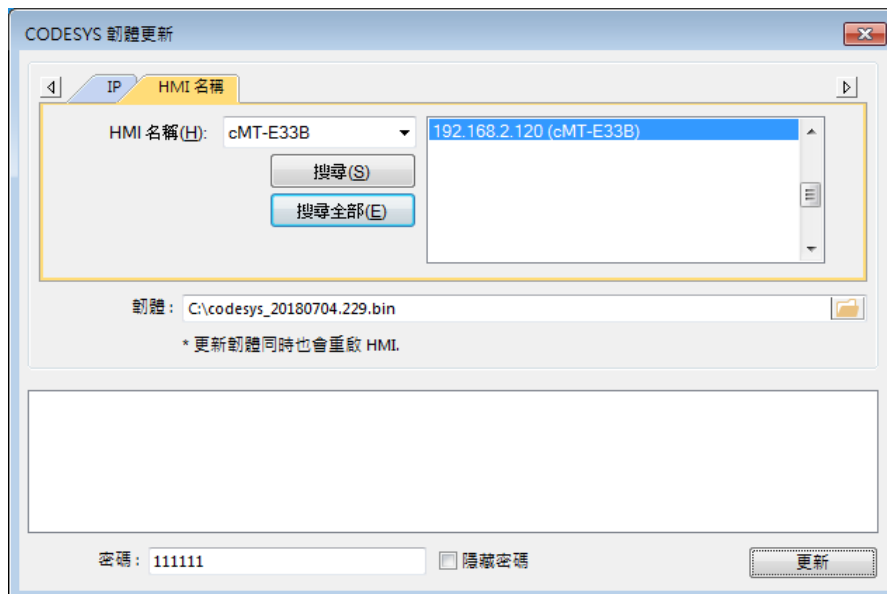 CODESYS 韌體更新
IP HMI 名稱
HMI 名稱(H): cMT-E33B 192.168.2.120 (cMT-E33B)
搜尋(S)
搜尋全部(E)
韌體： C:\codesys_20180704.229.bin
* 更新韌體同時也會重啟 HMI.
密碼： 111111 隱藏密碼 更新